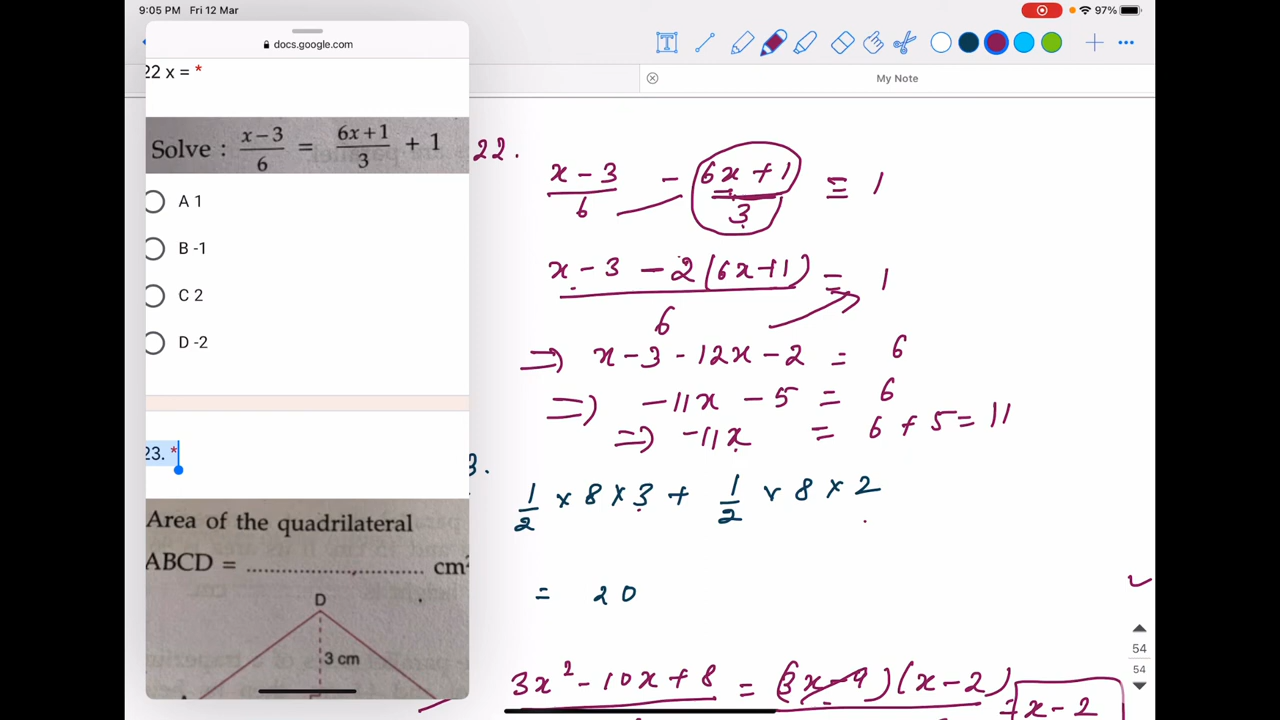 9:05 PM Fri 12 Mar
97%
docs.google.com
My Note
22 x = *
Solve : (x−3)/6 = (6x+1)/3 + 1
A 1
B -1
C 2
D -2
23. *
Area of the quadrilateral
ABCD = ........................... cm²
D
3 cm
22. (x − 3)/6 − (6x + 1)/3 = 1
(x − 3 − 2(6x+1))/6 = 1
⇒) x − 3 − 12x − 2 = 6
⇒) −11x − 5 = 6
⇒) −11x = 6 + 5 = 11
3.
1/2 × 8 × 3 + 1/2 × 8 × 2
= 20
3x² − 10x + 8 = (3x−4)(x−2) = x − 2
54
54